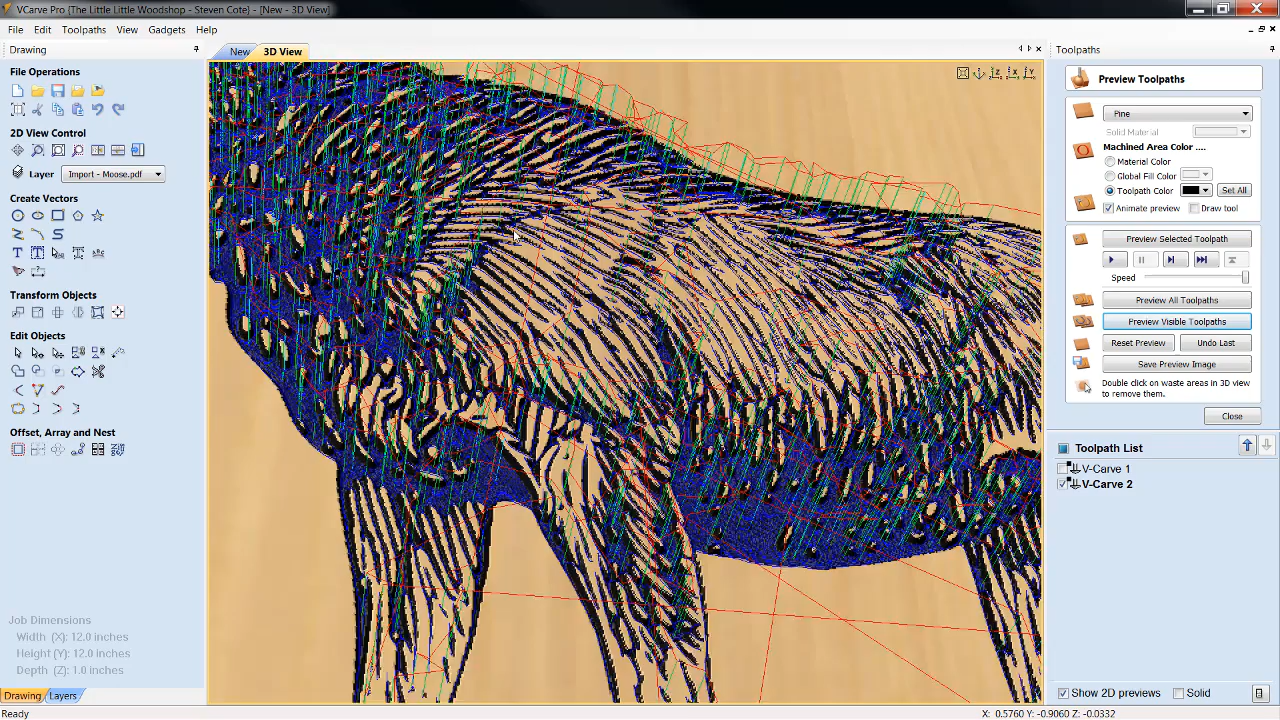 VCarve Pro {The Little Little Woodshop - Steven Cote} - [New - 3D View]
File Edit Toolpaths View Gadgets Help
Drawing
File Operations
2D View Control
Layer Import - Moose.pdf
Create Vectors
Transform Objects
Edit Objects
Offset, Array and Nest
Job Dimensions
Width (X): 12.0 inches
Height (Y): 12.0 inches
Depth (Z): 1.0 inches
Drawing Layers
Ready
New 3D View
Toolpaths
Preview Toolpaths
Pine
Solid Material
Machined Area Color ....
Material Color
Global Fill Color
Toolpath Color Set All
Animate preview Draw tool
Preview Selected Toolpath
Speed
Preview All Toolpaths
Preview Visible Toolpaths
Reset Preview Undo Last
Save Preview Image
Double click on waste areas in 3D view
to remove them.
Close
Toolpath List
V-Carve 1
V-Carve 2
Show 2D previews Solid
X: 0.5760 Y: -0.9060 Z: -0.0332